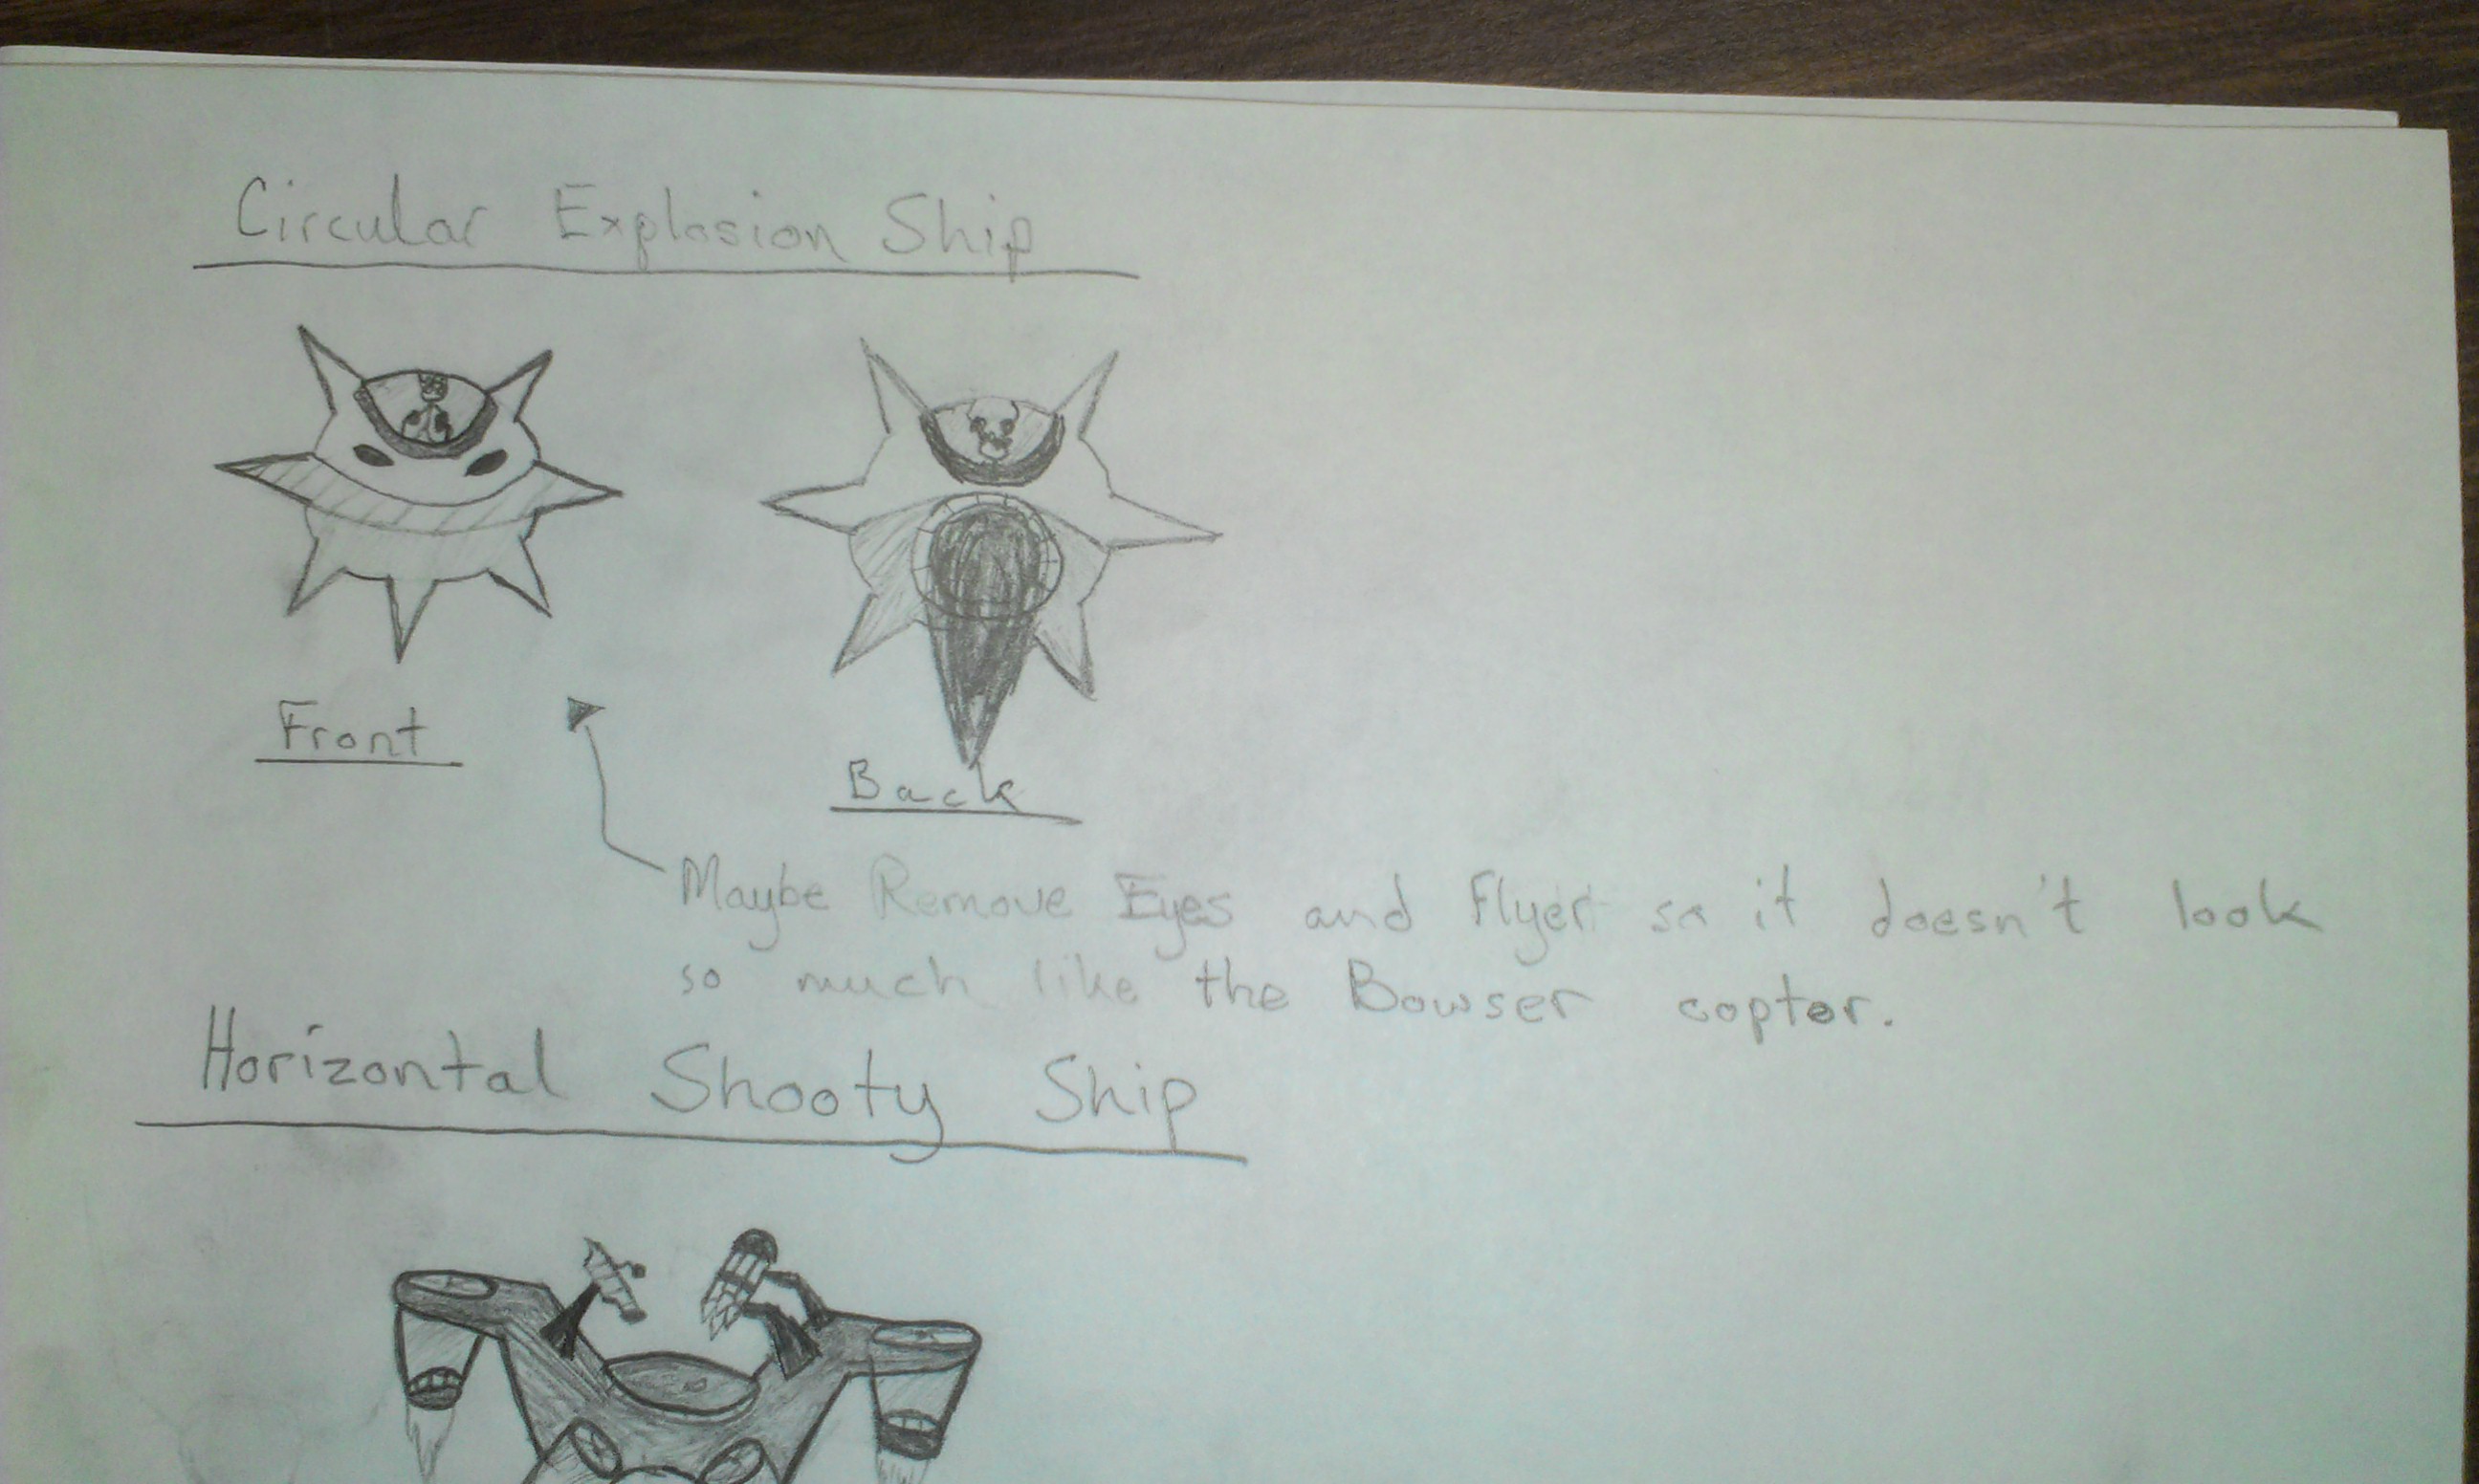 Circular Explosion Ship
Front
Back
Maybe Remove Eyes and Flyer so it doesn't look
so much like the Bowser copter.
Horizontal Shooty Ship